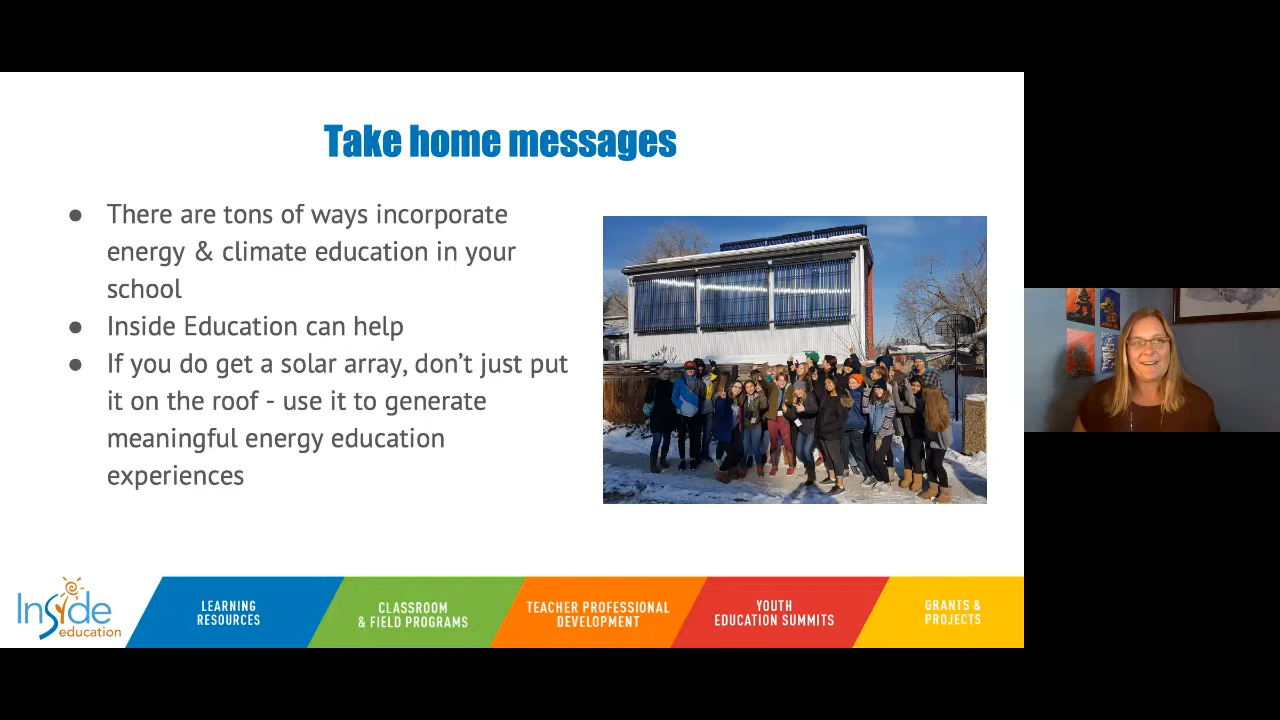 Take home messages
● There are tons of ways incorporate
energy & climate education in your
school
● Inside Education can help
● If you do get a solar array, don’t just put
it on the roof - use it to generate
meaningful energy education
experiences
Inside
education
LEARNING
RESOURCES
CLASSROOM
& FIELD PROGRAMS
TEACHER PROFESSIONAL
DEVELOPMENT
YOUTH
EDUCATION SUMMITS
GRANTS &
PROJECTS